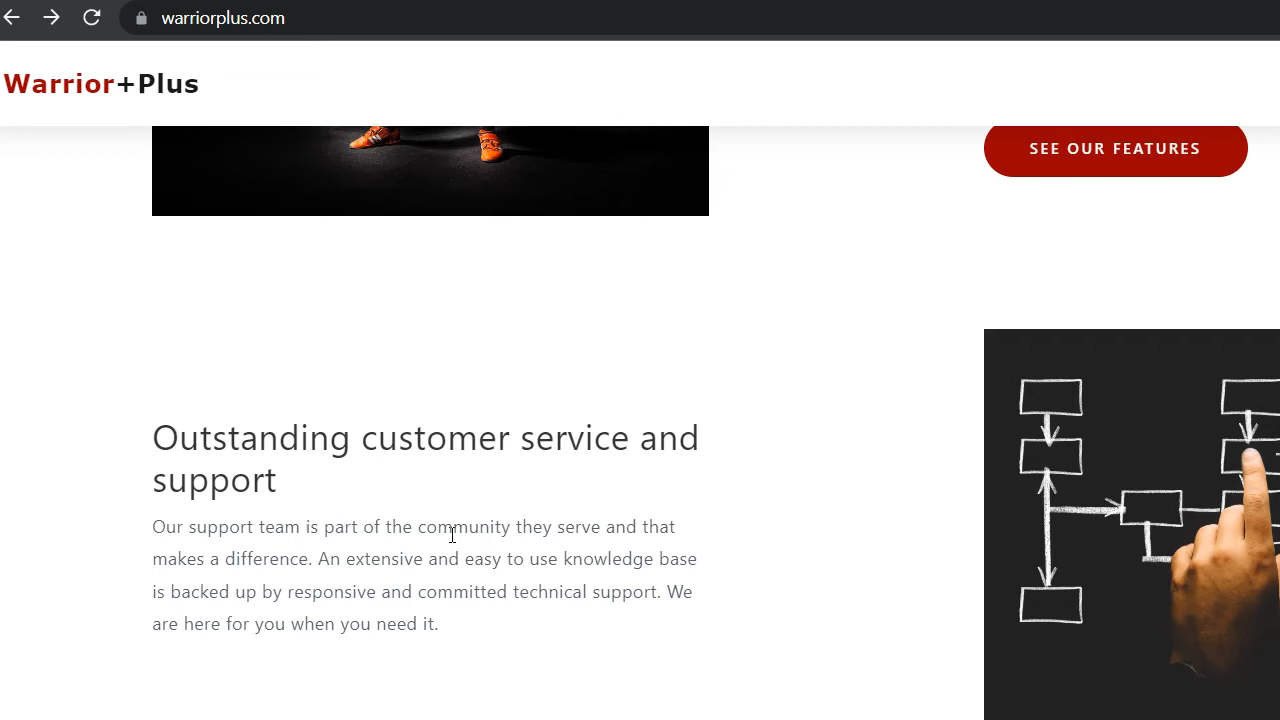 warriorplus.com
Warrior+Plus
SEE OUR FEATURES
Outstanding customer service and
support
Our support team is part of the community they serve and that
makes a difference. An extensive and easy to use knowledge base
is backed up by responsive and committed technical support. We
are here for you when you need it.